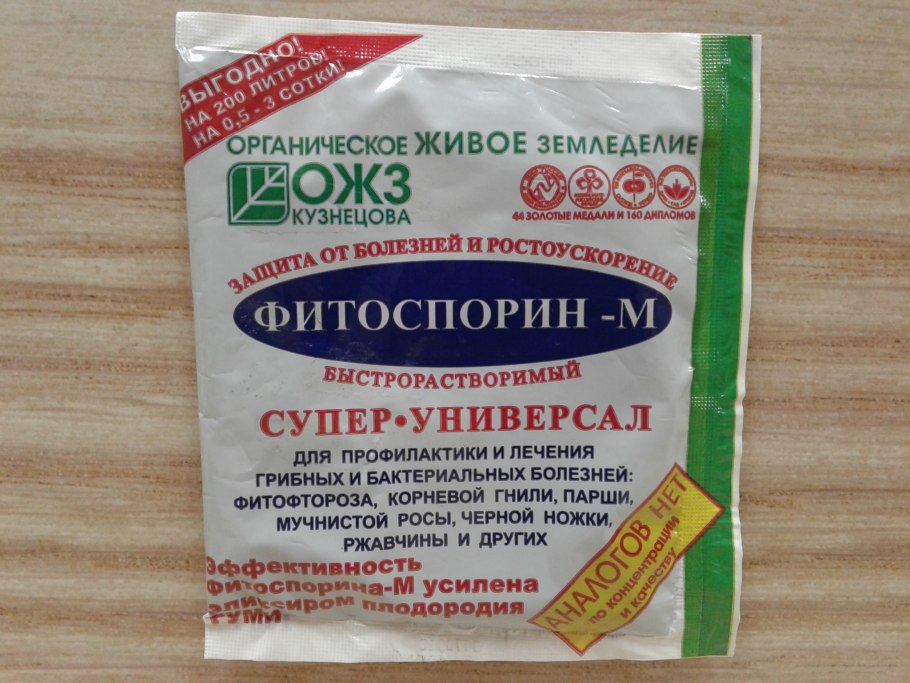 ВЫГОДНО!
НА 200 ЛИТРОВ!
НА 0,5 - 3 СОТКИ!
ОРГАНИЧЕСКОЕ ЖИВОЕ ЗЕМЛЕДЕЛИЕ
ОЖЗ
КУЗНЕЦОВА
44 ЗОЛОТЫЕ МЕДАЛИ И 160 ДИПЛОМОВ
ЗАЩИТА ОТ БОЛЕЗНЕЙ И РОСТОУСКОРЕНИЕ
ФИТОСПОРИН -М
БЫСТРОРАСТВОРИМЫЙ
СУПЕР•УНИВЕРСАЛ
ДЛЯ ПРОФИЛАКТИКИ И ЛЕЧЕНИЯ
ГРИБНЫХ И БАКТЕРИАЛЬНЫХ БОЛЕЗНЕЙ:
ФИТОФТОРОЗА, КОРНЕВОЙ ГНИЛИ, ПАРШИ,
МУЧНИСТОЙ РОСЫ, ЧЕРНОЙ НОЖКИ,
РЖАВЧИНЫ И ДРУГИХ
Эффективность
Фитоспорина-М усилена
эликсиром плодородия
ГУМИ
АНАЛОГОВ НЕТ
по концентрации
и качеству